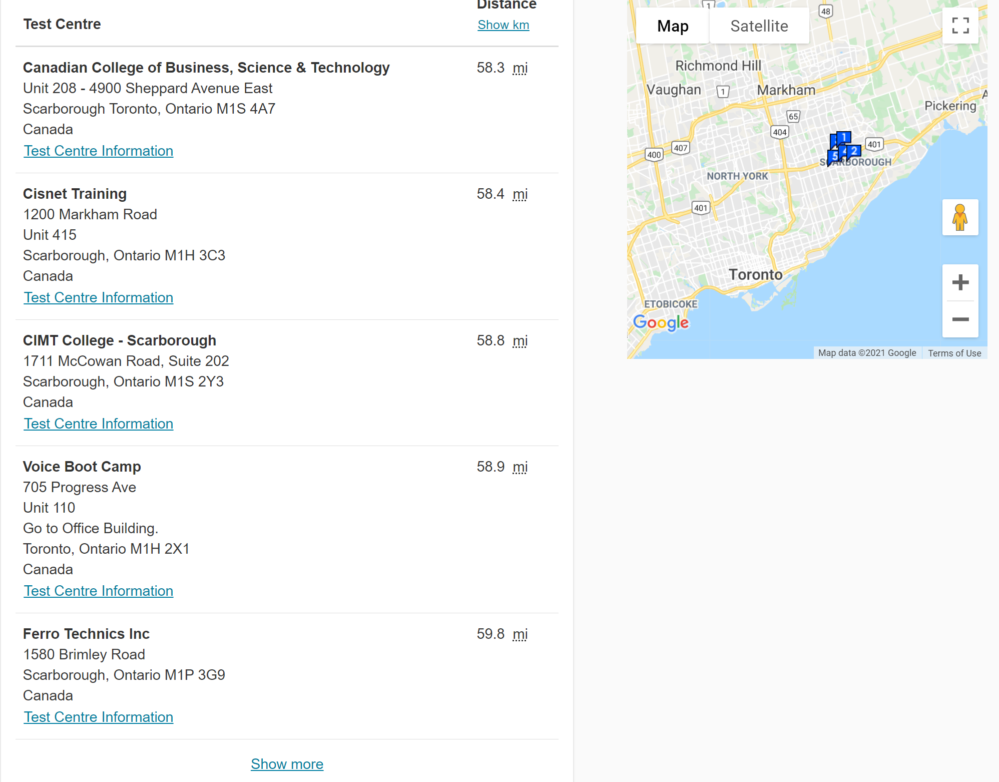 Distance
Test Centre
Show km
Canadian College of Business, Science & Technology
58.3 mi
Unit 208 - 4900 Sheppard Avenue East
Scarborough Toronto, Ontario M1S 4A7
Canada
Test Centre Information
Cisnet Training
58.4 mi
1200 Markham Road
Unit 415
Scarborough, Ontario M1H 3C3
Canada
Test Centre Information
CIMT College - Scarborough
58.8 mi
1711 McCowan Road, Suite 202
Scarborough, Ontario M1S 2Y3
Canada
Test Centre Information
Voice Boot Camp
58.9 mi
705 Progress Ave
Unit 110
Go to Office Building.
Toronto, Ontario M1H 2X1
Canada
Test Centre Information
Ferro Technics Inc
59.8 mi
1580 Brimley Road
Scarborough, Ontario M1P 3G9
Canada
Test Centre Information
Show more
1
48
Map
Satellite
Richmond Hill
Vaughan
1
Markham
Pickering
65
404
1
401
407
400
4
2
5
SCARBOROUGH
NORTH YORK
401
Toronto
ETOBICOKE
Google
Map data ©2021 Google
Terms of Use